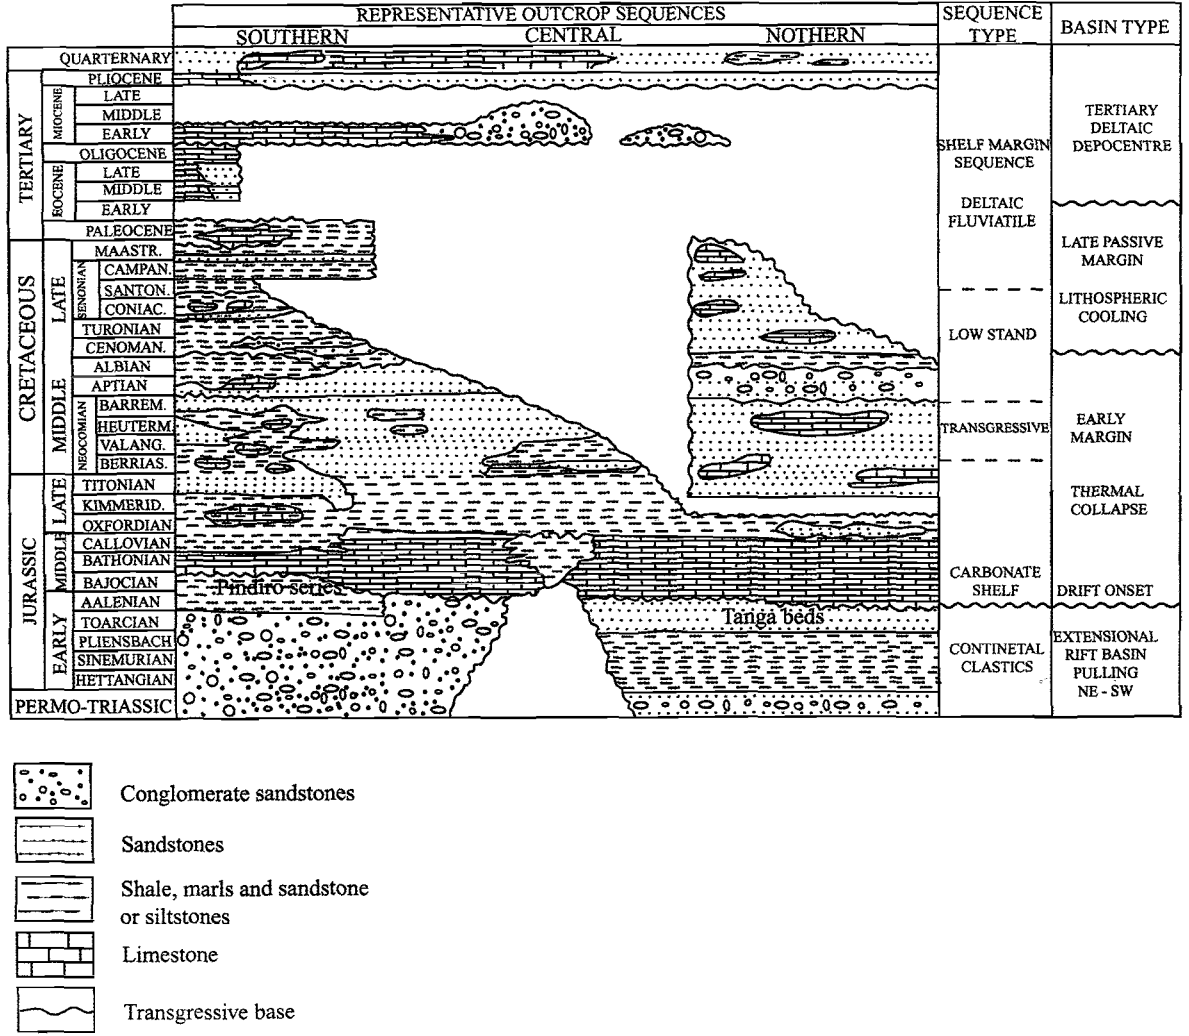 REPRESENTATIVE OUTCROP SEQUENCES
SEQUENCE
TYPE
BASIN TYPE
SOUTHERN
CENTRAL
NOTHERN
QUARTERNARY
TERTIARY
PLIOCENE
MIOCENE
LATE
MIDDLE
EARLY
OLIGOCENE
EOCENE
LATE
MIDDLE
EARLY
PALEOCENE
CRETACEOUS
LATE
MAASTR.
SENONIAN
CAMPAN.
SANTON.
CONIAC.
TURONIAN
CENOMAN.
MIDDLE
ALBIAN
APTIAN
NEOCOMIAN
BARREM.
HEUTERM.
VALANG.
BERRIAS.
JURASSIC
LATE
TITONIAN
KIMMERID.
OXFORDIAN
MIDDLE
CALLOVIAN
BATHONIAN
BAJOCIAN
EARLY
AALENIAN
TOARCIAN
PLIENSBACH
SINEMURIAN
HETTANGIAN
PERMO-TRIASSIC
Pindiro series
Tanga beds
SHELF MARGIN
SEQUENCE
DELTAIC
FLUVIATILE
LOW STAND
TRANSGRESSIVE
CARBONATE
SHELF
CONTINETAL
CLASTICS
TERTIARY
DELTAIC
DEPOCENTRE
LATE PASSIVE
MARGIN
LITHOSPHERIC
COOLING
EARLY
MARGIN
THERMAL
COLLAPSE
DRIFT ONSET
EXTENSIONAL
RIFT BASIN
PULLING
NE - SW
Conglomerate sandstones
Sandstones
Shale, marls and sandstone
or siltstones
Limestone
Transgressive base